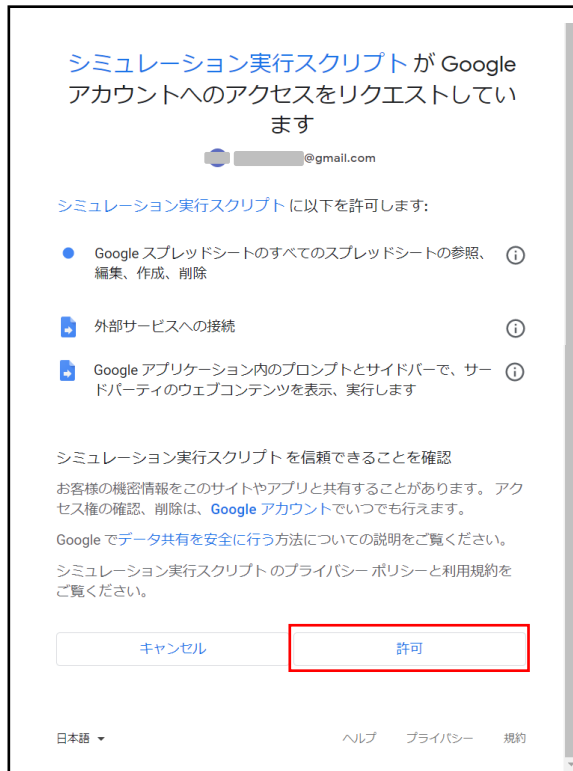 シミュレーション実行スクリプト が Google
アカウントへのアクセスをリクエストしてい
ます
@gmail.com
シミュレーション実行スクリプト に以下を許可します:
Google スプレッドシートのすべてのスプレッドシートの参照、
編集、作成、削除
外部サービスへの接続
Google アプリケーション内のプロンプトとサイドバーで、サー
ドパーティのウェブコンテンツを表示、実行します
シミュレーション実行スクリプト を信頼できることを確認
お客様の機密情報をこのサイトやアプリと共有することがあります。 アク
セス権の確認、削除は、Google アカウントでいつでも行えます。
Google でデータ共有を安全に行う方法についての説明をご覧ください。
シミュレーション実行スクリプト のプライバシー ポリシーと利用規約を
ご覧ください。
キャンセル 許可
日本語 ヘルプ プライバシー 規約